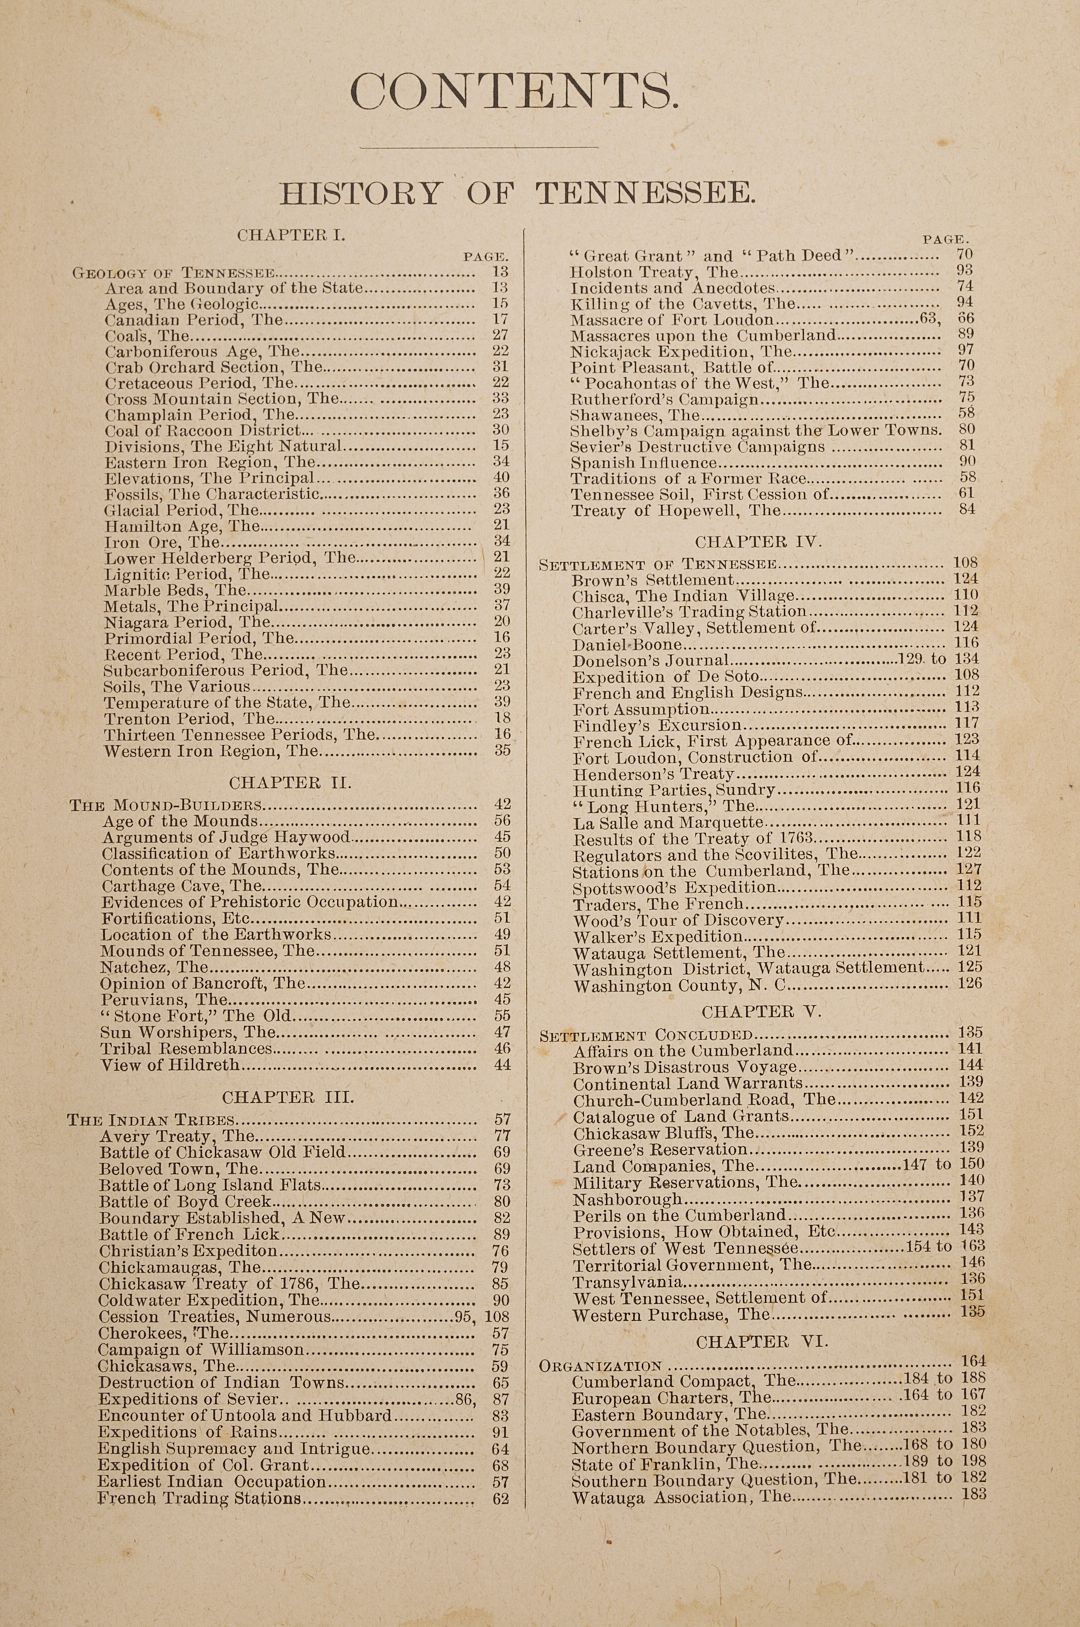 CONTENTS.
HISTORY OF TENNESSEE.
CHAPTER I.
PAGE.
GEOLOGY OF TENNESSEE 13
Area and Boundary of the State 13
Ages, The Geologic 15
Canadian Period, The 17
Coals, The 27
Carboniferous Age, The 22
Crab Orchard Section, The 31
Cretaceous Period, The 22
Cross Mountain Section, The 33
Champlain Period, The 23
Coal of Raccoon District 30
Divisions, The Eight Natural 15
Eastern Iron Region, The 34
Elevations, The Principal 40
Fossils, The Characteristic 36
Glacial Period, The 23
Hamilton Age, The 21
Iron Ore, The 34
Lower Helderberg Period, The 21
Lignitic Period, The 22
Marble Beds, The 39
Metals, The Principal 37
Niagara Period, The 20
Primordial Period, The 16
Recent Period, The 23
Subcarboniferous Period, The 21
Soils, The Various 23
Temperature of the State, The 39
Trenton Period, The 18
Thirteen Tennessee Periods, The 16
Western Iron Region, The 35
CHAPTER II.
THE MOUND-BUILDERS 42
Age of the Mounds 56
Arguments of Judge Haywood 45
Classification of Earthworks 50
Contents of the Mounds, The 53
Carthage Cave, The 54
Evidences of Prehistoric Occupation 42
Fortifications, Etc 51
Location of the Earthworks 49
Mounds of Tennessee, The 51
Natchez, The 48
Opinion of Bancroft, The 42
Peruvians, The 45
“Stone Fort,” The Old 55
Sun Worshipers, The 47
Tribal Resemblances 46
View of Hildreth 44
CHAPTER III.
THE INDIAN TRIBES 57
Avery Treaty, The 77
Battle of Chickasaw Old Field 69
Beloved Town, The 69
Battle of Long Island Flats 73
Battle of Boyd Creek 80
Boundary Established, A New 82
Battle of French Lick 89
Christian's Expediton 76
Chickamaugas, The 79
Chickasaw Treaty of 1786, The 85
Coldwater Expedition, The 90
Cession Treaties, Numerous 95, 108
Cherokees, The 57
Campaign of Williamson 75
Chickasaws, The 59
Destruction of Indian Towns 65
Expeditions of Sevier 86, 87
Encounter of Untoola and Hubbard 83
Expeditions of Rains 91
English Supremacy and Intrigue 64
Expedition of Col. Grant 68
Earliest Indian Occupation 57
French Trading Stations 62
PAGE.
“Great Grant” and “Path Deed” 70
Holston Treaty, The 93
Incidents and Anecdotes 74
Killing of the Cavetts, The 94
Massacre of Fort Loudon 63, 66
Massacres upon the Cumberland 89
Nickajack Expedition, The 97
Point Pleasant, Battle of 70
“Pocahontas of the West,” The 73
Rutherford's Campaign 75
Shawanees, The 58
Shelby's Campaign against the Lower Towns. 80
Sevier's Destructive Campaigns 81
Spanish Influence 90
Traditions of a Former Race 58
Tennessee Soil, First Cession of 61
Treaty of Hopewell, The 84
CHAPTER IV.
SETTLEMENT OF TENNESSEE 108
Brown's Settlement 124
Chisca, The Indian Village 110
Charleville's Trading Station 112
Carter's Valley, Settlement of 124
Daniel Boone 116
Donelson's Journal 129 to 134
Expedition of De Soto 108
French and English Designs 112
Fort Assumption 113
Findley's Excursion 117
French Lick, First Appearance of 123
Fort Loudon, Construction of 114
Henderson's Treaty 124
Hunting Parties, Sundry 116
“Long Hunters,” The 121
La Salle and Marquette 111
Results of the Treaty of 1763 118
Regulators and the Scovilites, The 122
Stations on the Cumberland, The 127
Spottswood's Expedition 112
Traders, The French 115
Wood's Tour of Discovery 111
Walker's Expedition 115
Watauga Settlement, The 121
Washington District, Watauga Settlement 125
Washington County, N. C. 126
CHAPTER V.
SETTLEMENT CONCLUDED 135
Affairs on the Cumberland 141
Brown's Disastrous Voyage 144
Continental Land Warrants 139
Church-Cumberland Road, The 142
Catalogue of Land Grants 151
Chickasaw Bluffs, The 152
Greene's Reservation 139
Land Companies, The 147 to 150
Military Reservations, The 140
Nashborough 137
Perils on the Cumberland 136
Provisions, How Obtained, Etc 143
Settlers of West Tennessee 154 to 163
Territorial Government, The 146
Transylvania 136
West Tennessee, Settlement of 151
Western Purchase, The 135
CHAPTER VI.
ORGANIZATION 164
Cumberland Compact, The 184 to 188
European Charters, The 164 to 167
Eastern Boundary, The 182
Government of the Notables, The 183
Northern Boundary Question, The 168 to 180
State of Franklin, The 189 to 198
Southern Boundary Question, The 181 to 182
Watauga Association, The 183